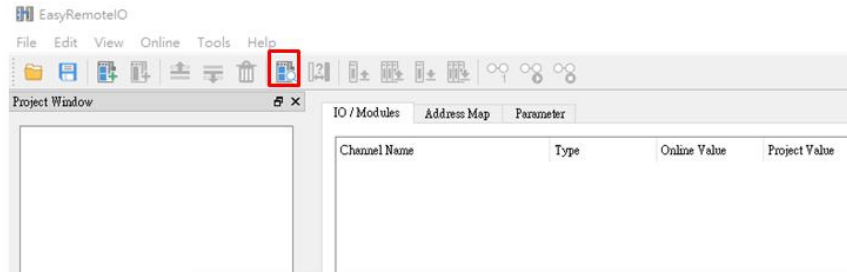 EasyRemoteIO
File Edit View Online Tools Help
Project Window
IO / Modules Address Map Parameter
Channel Name Type Online Value Project Value